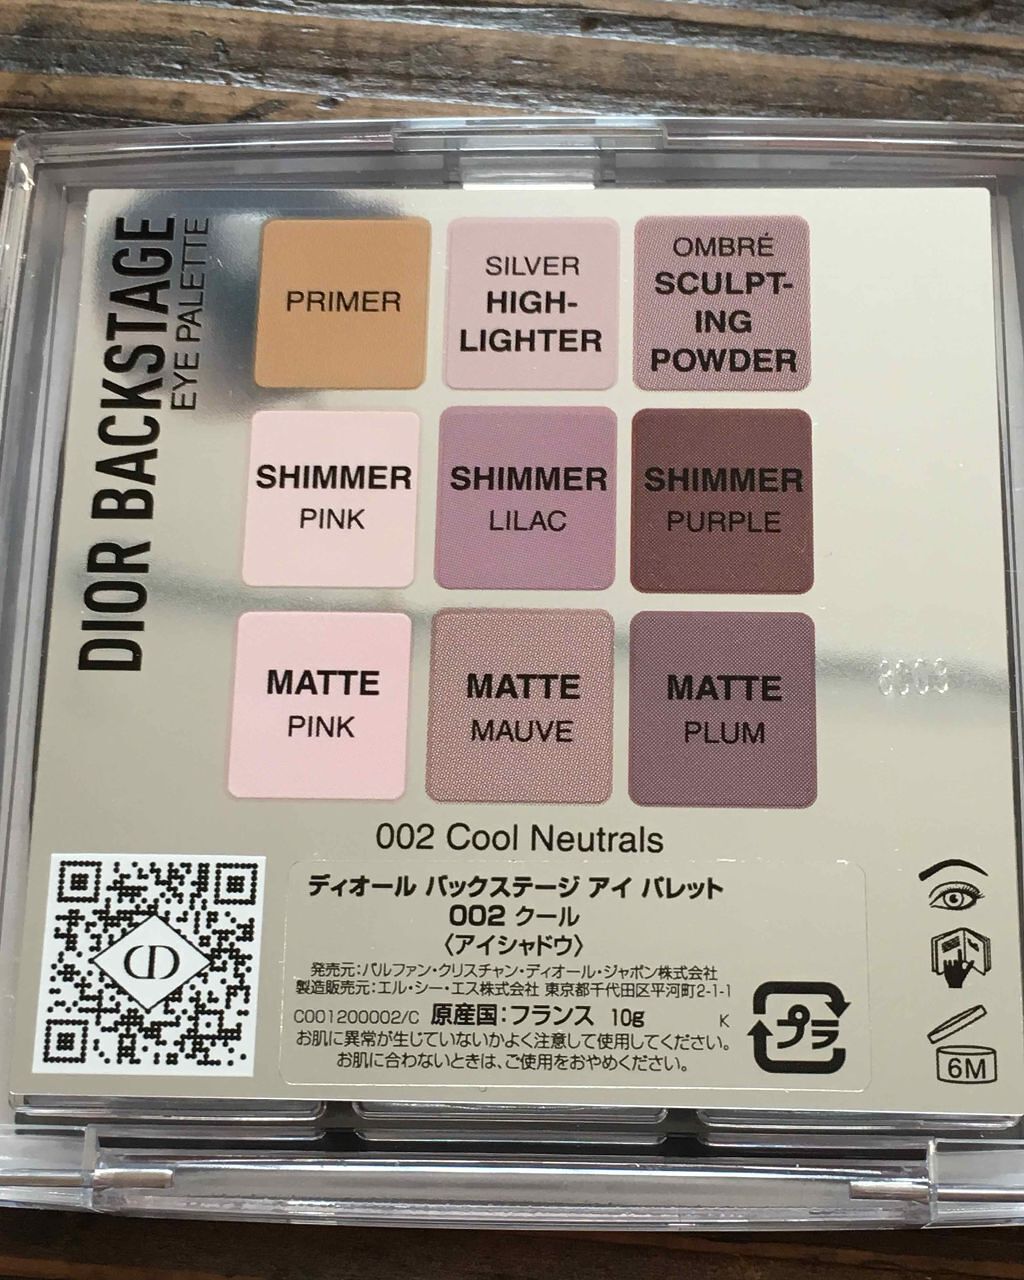 DIOR BACKSTAGE
EYE PALETTE
PRIMER
SILVER
HIGH-
LIGHTER
OMBRÉ
SCULPT-
ING
POWDER
SHIMMER
PINK
SHIMMER
LILAC
SHIMMER
PURPLE
MATTE
PINK
MATTE
MAUVE
MATTE
PLUM
002 Cool Neutrals
ディオール バックステージ アイ パレット
002 クール
〈アイシャドウ〉
発売元:パルファン・クリスチャン・ディオール・ジャポン株式会社
製造販売元:エル・シー・エス株式会社 東京都千代田区平河町2-1-1
C001200002/C 原産国:フランス 10g K
お肌に異常が生じていないかよく注意して使用してください。
お肌に合わないときは、ご使用をおやめください。
プラ
6M